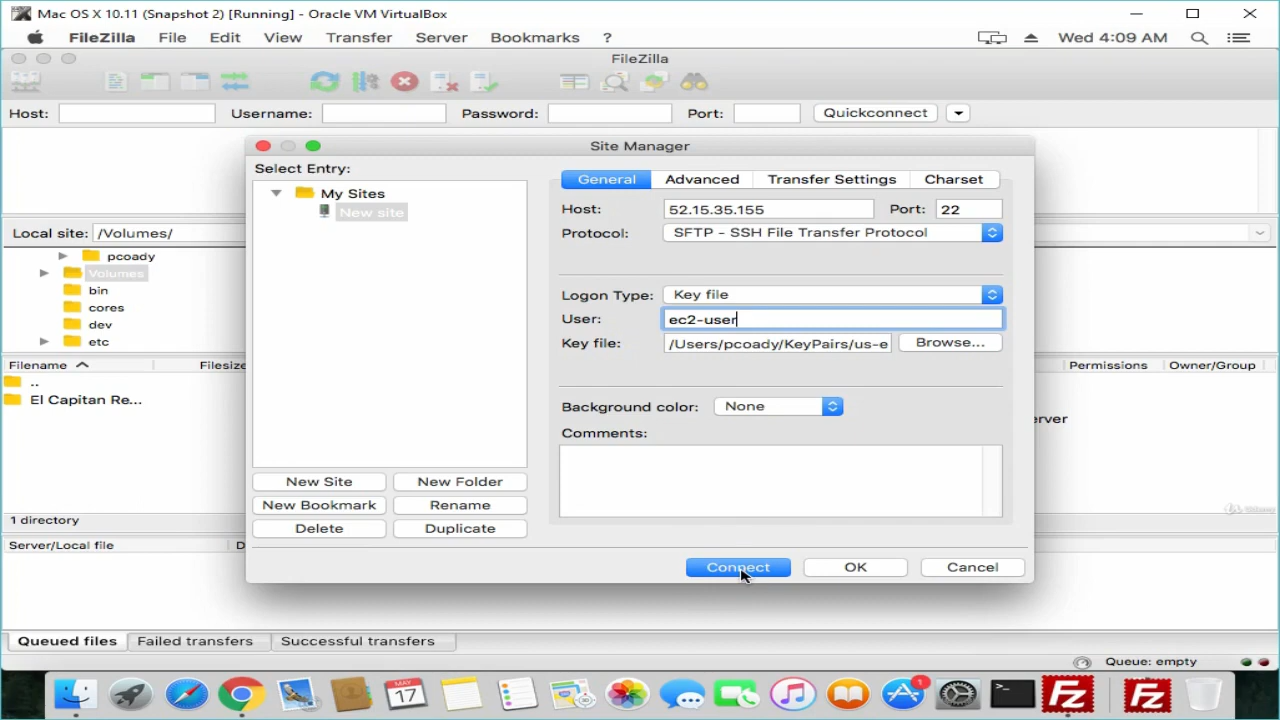 Mac OS X 10.11 (Snapshot 2) [Running] - Oracle VM VirtualBox
FileZilla File Edit View Transfer Server Bookmarks ? Wed 4:09 AM
FileZilla
Host: Username: Password: Port: Quickconnect
Site Manager
Select Entry:
My Sites
New site
General Advanced Transfer Settings Charset
Host: 52.15.35.155 Port: 22
Protocol: SFTP - SSH File Transfer Protocol
Logon Type: Key file
User: ec2-user
Key file: /Users/pcoady/KeyPairs/us-e Browse...
Background color: None
Comments:
New Site New Folder
New Bookmark Rename
Delete Duplicate
Connect OK Cancel
Local site: /Volumes/
pcoady
Volumes
bin
cores
dev
etc
Filename Filesize Permissions Owner/Group
..
El Capitan Re...
erver
1 directory
Server/Local file D
Queued files Failed transfers Successful transfers
Queue: empty
MAY
17
1
Fz Fz